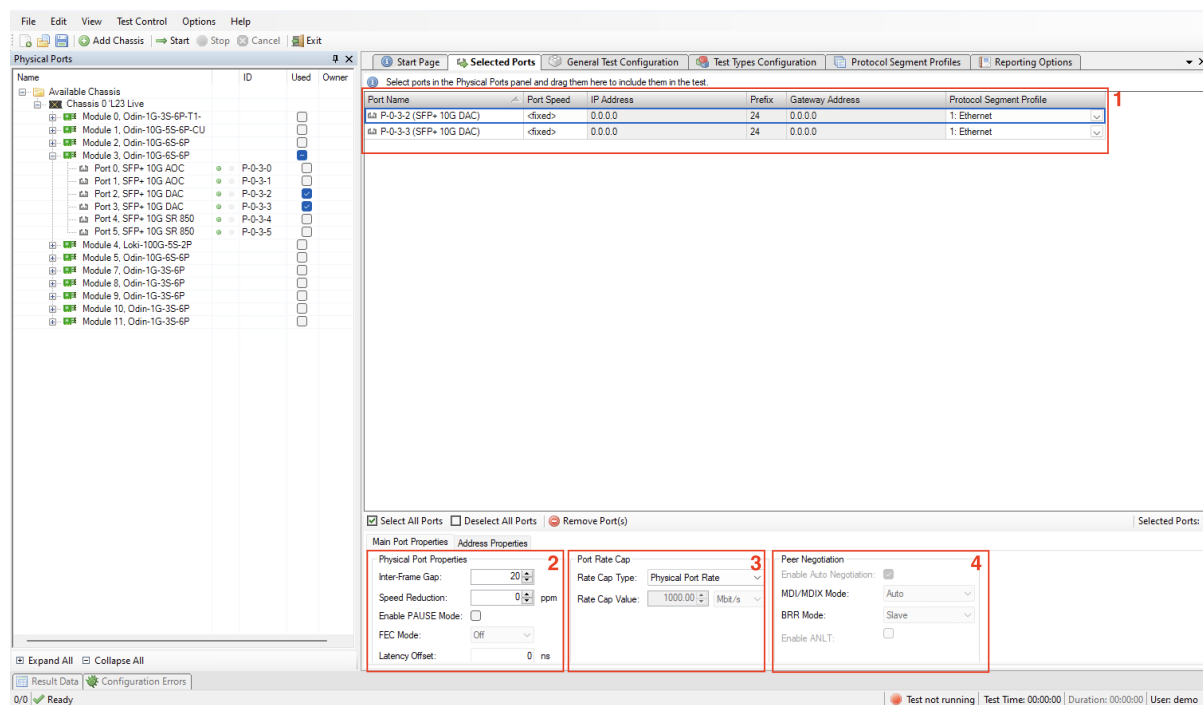 File Edit View Test Control Options Help
Add Chassis Start Stop Cancel Exit
Physical Ports
Name ID Used Owner
Available Chassis
Chassis 0 'L23 Live
Module 0, Odin-1G-3S-6P-T1-
Module 1, Odin-10G-5S-6P-CU
Module 2, Odin-10G-6S-6P
Module 3, Odin-10G-6S-6P
Port 0, SFP+ 10G AOC P-0-3-0
Port 1, SFP+ 10G AOC P-0-3-1
Port 2, SFP+ 10G DAC P-0-3-2
Port 3, SFP+ 10G DAC P-0-3-3
Port 4, SFP+ 10G SR 850 P-0-3-4
Port 5, SFP+ 10G SR 850 P-0-3-5
Module 4, Loki-100G-5S-2P
Module 5, Odin-10G-6S-6P
Module 7, Odin-1G-3S-6P
Module 8, Odin-1G-3S-6P
Module 9, Odin-1G-3S-6P
Module 10, Odin-1G-3S-6P
Module 11, Odin-1G-3S-6P
Expand All Collapse All
Start Page Selected Ports General Test Configuration Test Types Configuration Protocol Segment Profiles Reporting Options
Select ports in the Physical Ports panel and drag them here to include them in the test.
Port Name Port Speed IP Address Prefix Gateway Address Protocol Segment Profile 1
P-0-3-2 (SFP+ 10G DAC) <fixed> 0.0.0.0 24 0.0.0.0 1: Ethernet
P-0-3-3 (SFP+ 10G DAC) <fixed> 0.0.0.0 24 0.0.0.0 1: Ethernet
Select All Ports Deselect All Ports Remove Port(s) Selected Ports:
Main Port Properties Address Properties
Physical Port Properties 2
Inter-Frame Gap: 20
Speed Reduction: 0 ppm
Enable PAUSE Mode:
FEC Mode: Off
Latency Offset: 0 ns
Port Rate Cap 3
Rate Cap Type: Physical Port Rate
Rate Cap Value: 1000.00 Mbit/s
Peer Negotiation 4
Enable Auto Negotiation:
MDI/MDIX Mode: Auto
BRR Mode: Slave
Enable ANLT:
Result Data Configuration Errors
0/0 Ready Test not running Test Time: 00:00:00 Duration: 00:00:00 User: demo